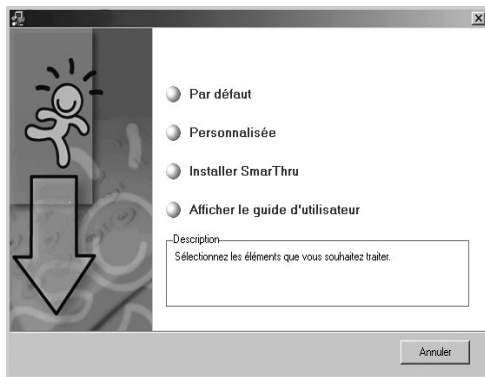 Par défaut
Personnalisée
Installer SmarThru
Afficher le guide d'utilisateur
Description
Sélectionnez les éléments que vous souhaitez traiter.
Annuler